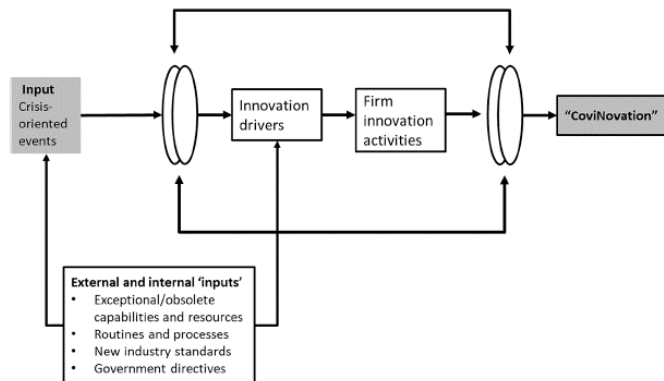 Input
Crisis-
oriented
events
Innovation
drivers
Firm
innovation
activities
“CoviNovation”
External and internal ‘inputs’
• Exceptional/obsolete
capabilities and resources
• Routines and processes
• New industry standards
• Government directives